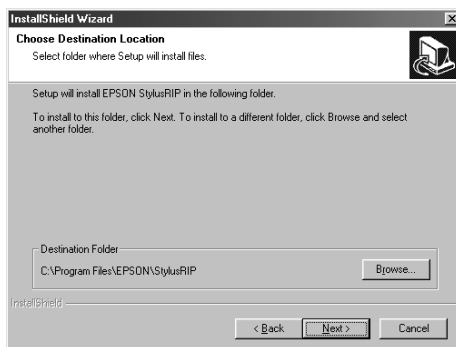 InstallShield Wizard
Choose Destination Location
Select folder where Setup will install files.
Setup will install EPSON StylusRIP in the following folder.
To install to this folder, click Next. To install to a different folder, click Browse and select
another folder.
Destination Folder
C:\Program Files\EPSON\StylusRIP
Browse...
InstallShield
< Back
Next >
Cancel